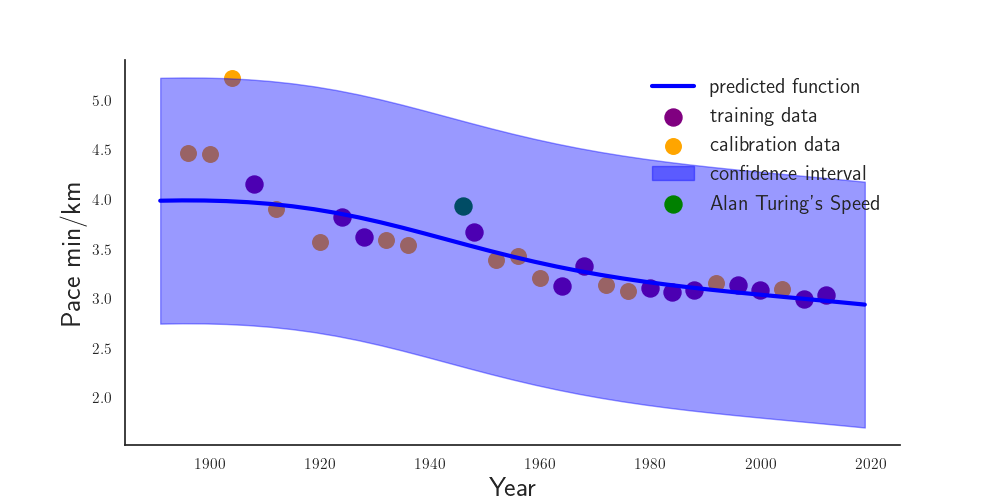 predicted function
training data
calibration data
confidence interval
Alan Turing's Speed
Pace min/km
5.0
4.5
4.0
3.5
3.0
2.5
2.0
1900 1920 1940 1960 1980 2000 2020
Year